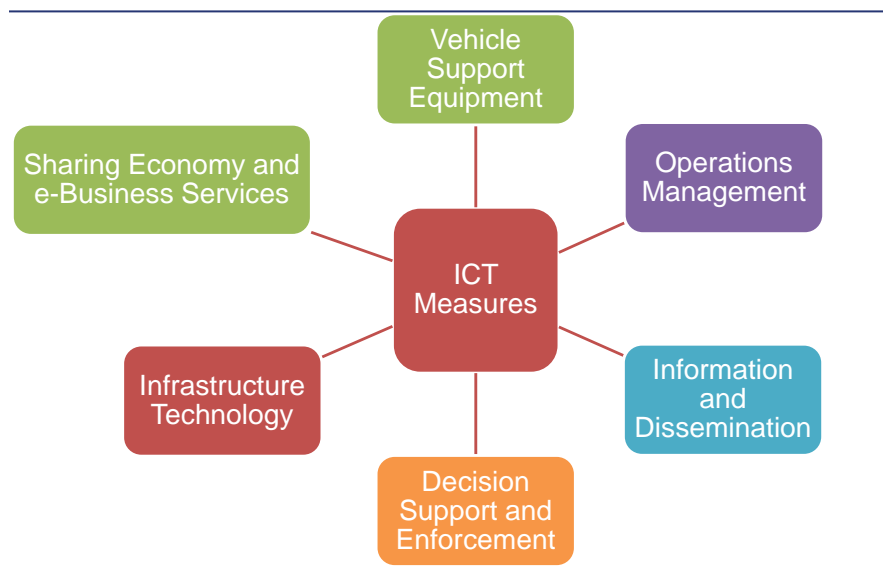 Vehicle
Support
Equipment
Sharing Economy and
e-Business Services
Operations
Management
ICT
Measures
Infrastructure
Technology
Information
and
Dissemination
Decision
Support and
Enforcement